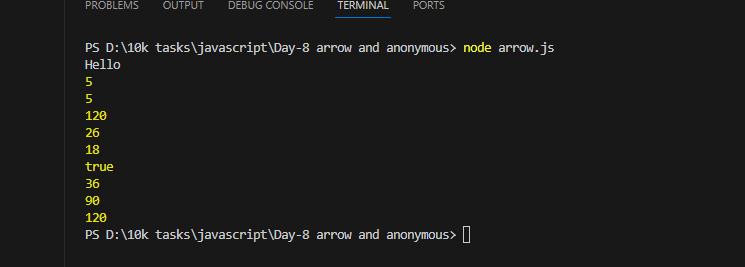 PROBLEMS OUTPUT DEBUG CONSOLE TERMINAL PORTS
PS D:\10k tasks\javascript\Day-8 arrow and anonymous> node arrow.js
Hello
5
5
120
26
18
true
36
90
120
PS D:\10k tasks\javascript\Day-8 arrow and anonymous>